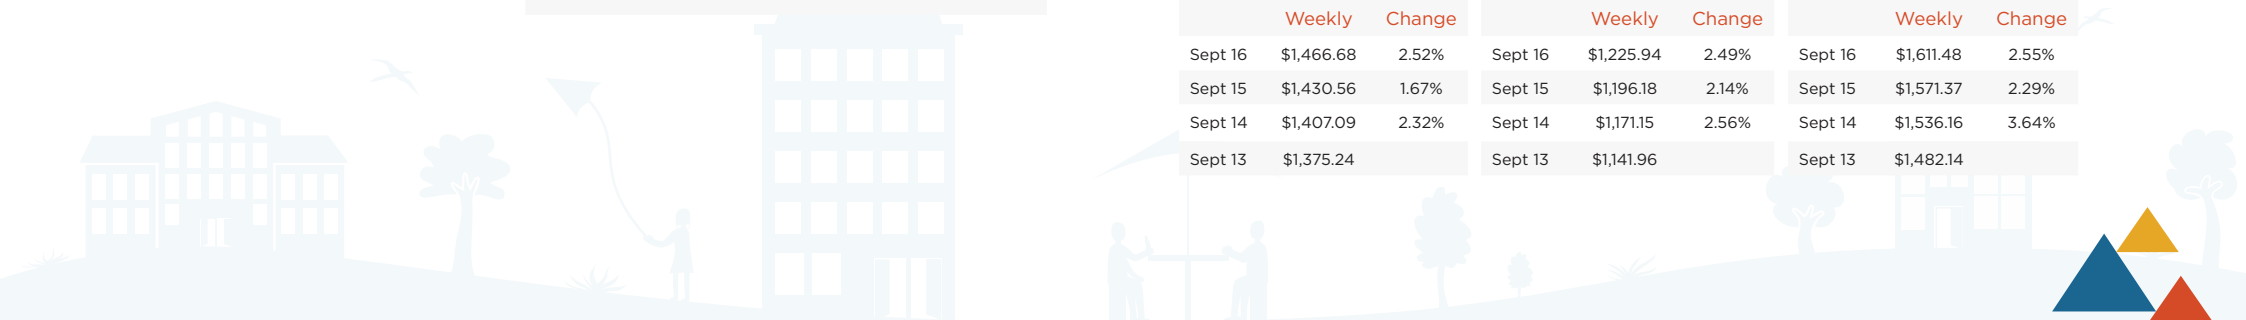 Weekly Change Weekly Change Weekly Change
Sept 16 $1,466.68 2.52% Sept 16 $1,225.94 2.49% Sept 16 $1,611.48 2.55%
Sept 15 $1,430.56 1.67% Sept 15 $1,196.18 2.14% Sept 15 $1,571.37 2.29%
Sept 14 $1,407.09 2.32% Sept 14 $1,171.15 2.56% Sept 14 $1,536.16 3.64%
Sept 13 $1,375.24 Sept 13 $1,141.96 Sept 13 $1,482.14